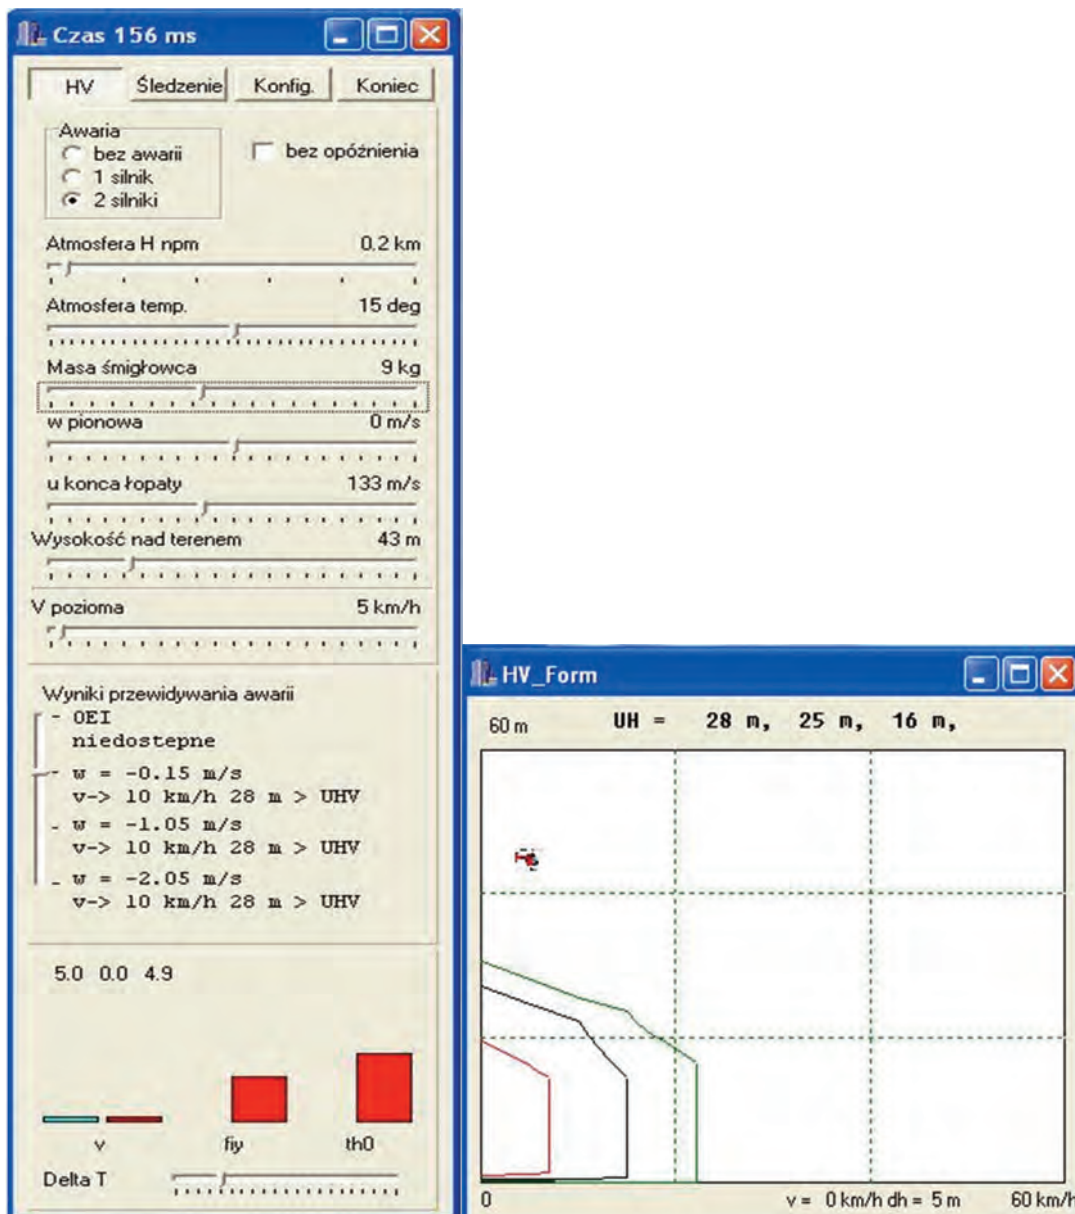 Czas 156 ms
HV Śledzenie Konfig. Koniec
Awaria
bez awarii
1 silnik
2 silniki
bez opóźnienia
Atmosfera H npm 0.2 km
Atmosfera temp. 15 deg
Masa śmigłowca 9 kg
w pionowa 0 m/s
u konca łopaty 133 m/s
Wysokość nad terenem 43 m
V pozioma 5 km/h
Wyniki przewidywania awarii
- OEI
niedostepne
- w = -0.15 m/s
v-> 10 km/h 28 m > UHV
- w = -1.05 m/s
v-> 10 km/h 28 m > UHV
- w = -2.05 m/s
v-> 10 km/h 28 m > UHV
5.0 0.0 4.9
v fiy th0
Delta T
HV_Form
60 m UH = 28 m, 25 m, 16 m,
0 v = 0 km/h dh = 5 m 60 km/h